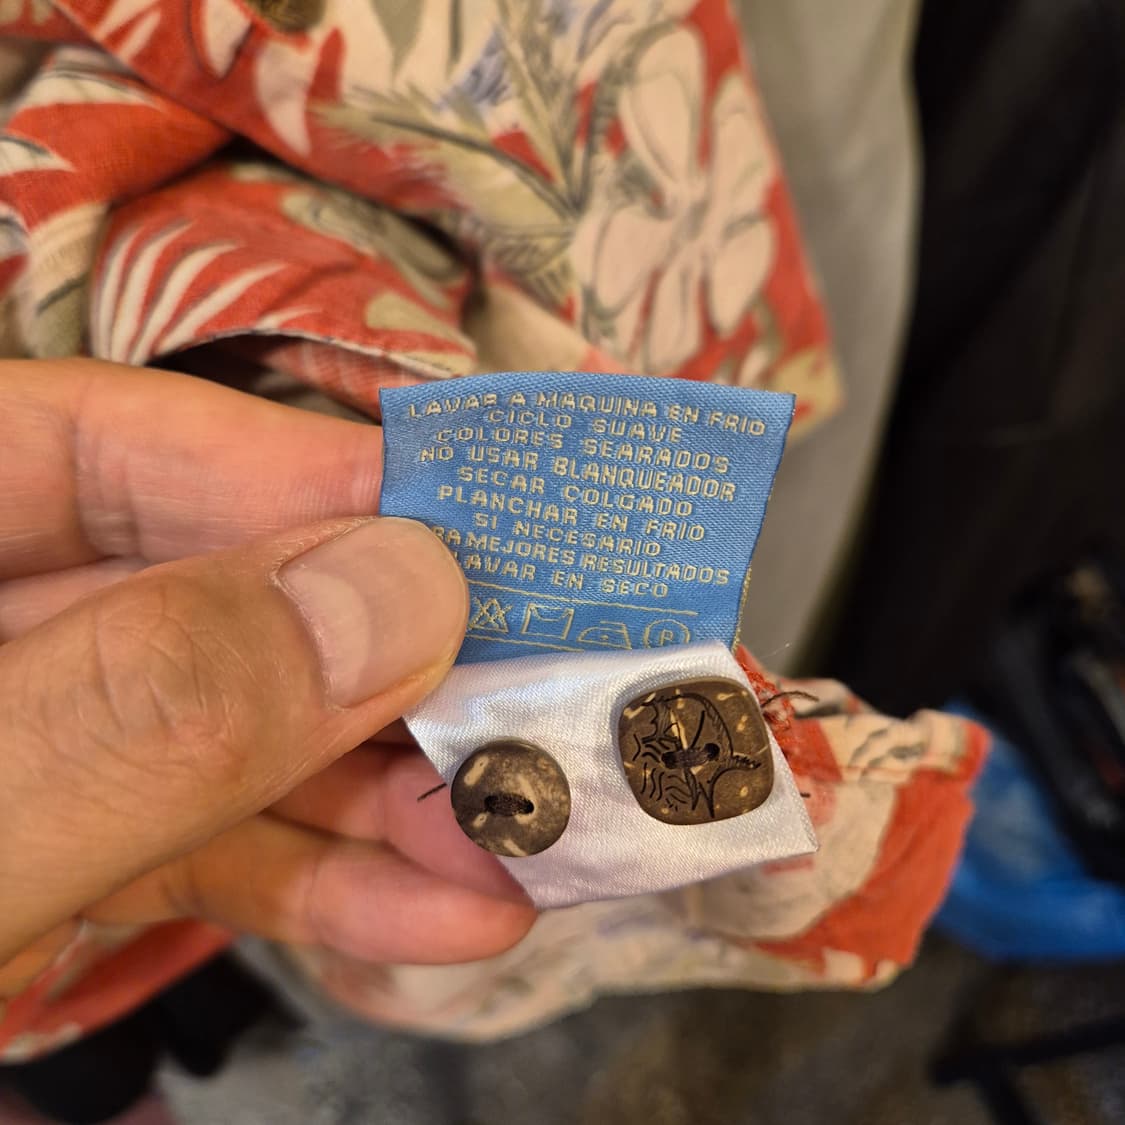 LAVAR A MAQUINA EN FRIO
CICLO SUAVE
COLORES SEARADOS
NO USAR BLANQUEADOR
SECAR COLGADO
PLANCHAR EN FRIO
SI NECESARIO
RA MEJORES RESULTADOS
LAVAR EN SECO
P